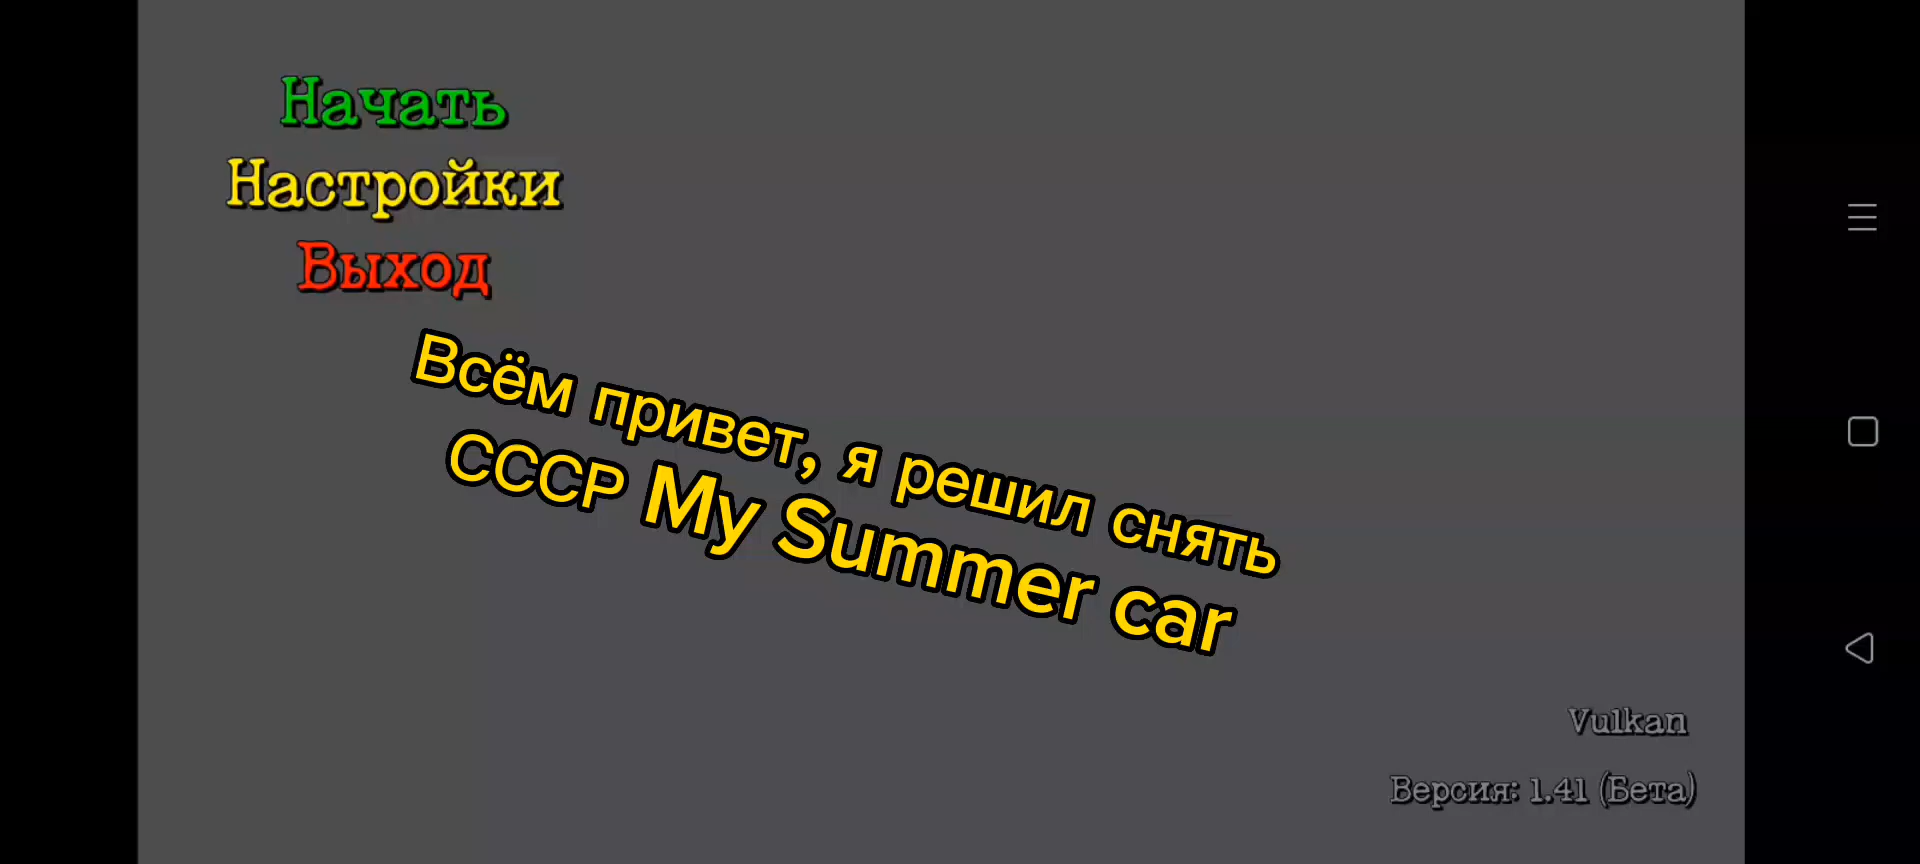 Начать
Настройки
Выход
Всём привет, я решил снять
СССР My Summer car
Vulkan
Версия: 1.41 (Бета)